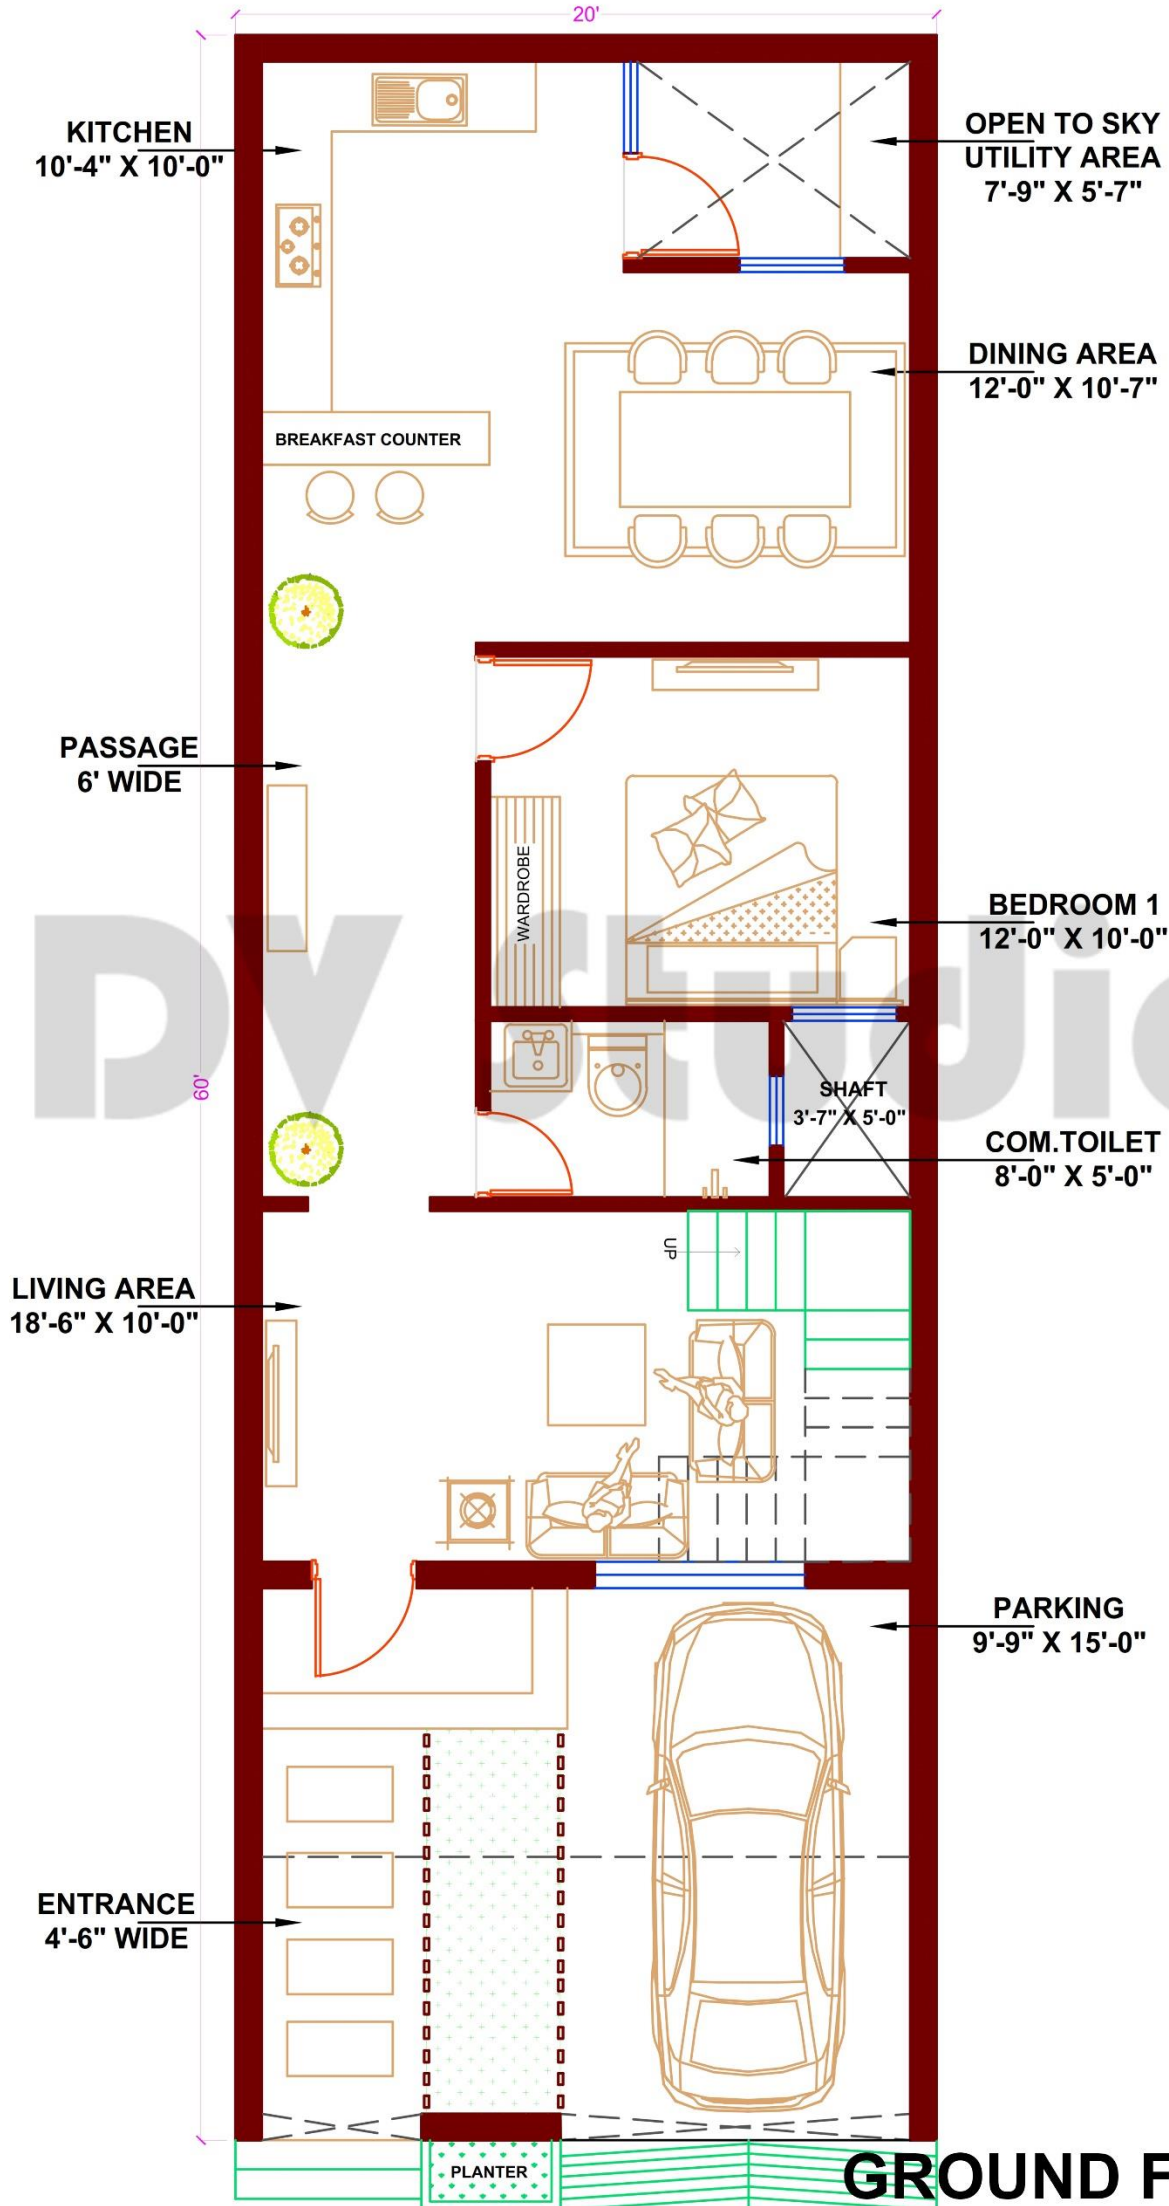 20'
KITCHEN
10'-4" X 10'-0"
OPEN TO SKY
UTILITY AREA
7'-9" X 5'-7"
DINING AREA
12'-0" X 10'-7"
BREAKFAST COUNTER
PASSAGE
6' WIDE
WARDROBE
BEDROOM 1
12'-0" X 10'-0"
DV Studi
60'
SHAFT
3'-7" X 5'-0"
COM.TOILET
8'-0" X 5'-0"
UP
LIVING AREA
18'-6" X 10'-0"
PARKING
9'-9" X 15'-0"
ENTRANCE
4'-6" WIDE
PLANTER
GROUND F